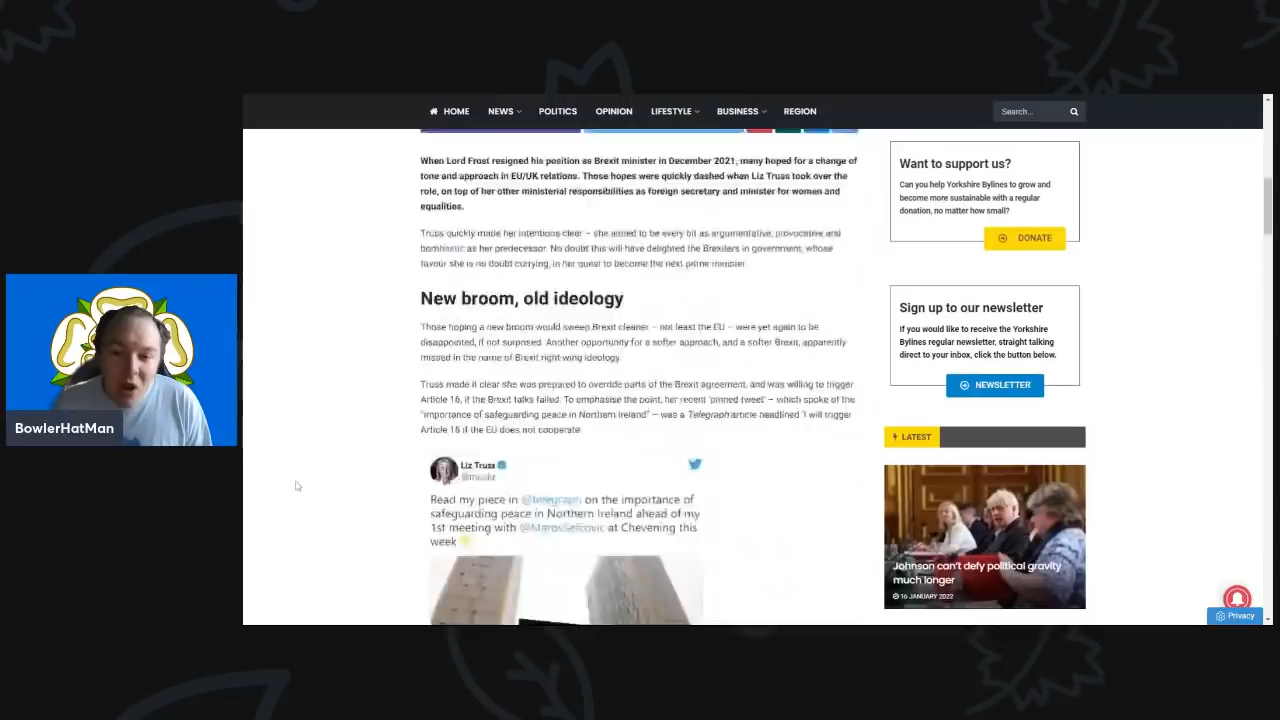 HOME NEWS POLITICS OPINION LIFESTYLE BUSINESS REGION Search...
When Lord Frost resigned his position as Brexit minister in December 2021, many hoped for a change
of tone and approach in EU/UK relations. Those hopes were quickly dashed when Liz Truss took over the
role, on top of her other ministerial responsibilities as foreign secretary and minister for women and
equalities.
Truss quickly made her intentions clear – she aimed to be every bit as argumentative, provocative and
bombastic as her predecessor. No doubt this will have delighted the Brexiters in government, whose
favour she is no doubt currying, in her quest to become the next prime minister.
New broom, old ideology
Those hoping a new broom would sweep Brexit cleaner – not least the EU – were yet again to be
disappointed, if not surprised. Another opportunity for a softer approach, and a softer Brexit, apparently
missed in the name of Brexit right-wing ideology.
Truss made it clear she was prepared to override parts of the Brexit agreement, and was willing to trigger
Article 16, if the Brexit talks failed. To emphasise the point, her recent 'pinned tweet' – which spoke of the
"importance of safeguarding peace in Northern Ireland" – was a Telegraph article headlined 'I will trigger
Article 16 if the EU does not cooperate'.
Liz Truss
@trussliz
Read my piece in @telegraph on the importance of
safeguarding peace in Northern Ireland ahead of my
1st meeting with @MarosSefcovic at Chevening this
week
Want to support us?
Can you help Yorkshire Bylines to grow and
become more sustainable with a regular
donation, no matter how small?
DONATE
Sign up to our newsletter
If you would like to receive the Yorkshire
Bylines regular newsletter, straight talking
direct to your inbox, click the button below.
NEWSLETTER
LATEST
Johnson can't defy political gravity
much longer
16 JANUARY 2022
Privacy
BowlerHatMan